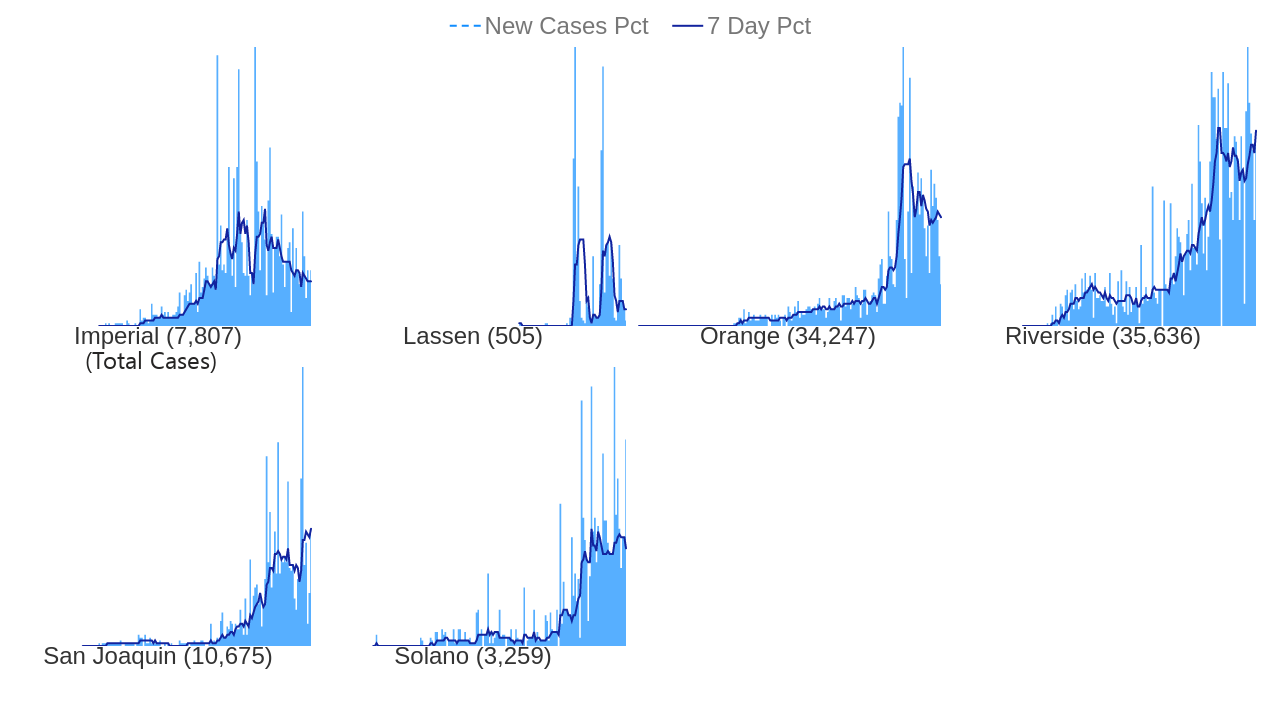 New Cases Pct 7 Day Pct
Imperial (7,807) Lassen (505) Orange (34,247) Riverside (35,636)
(Total Cases)
San Joaquin (10,675) Solano (3,259)